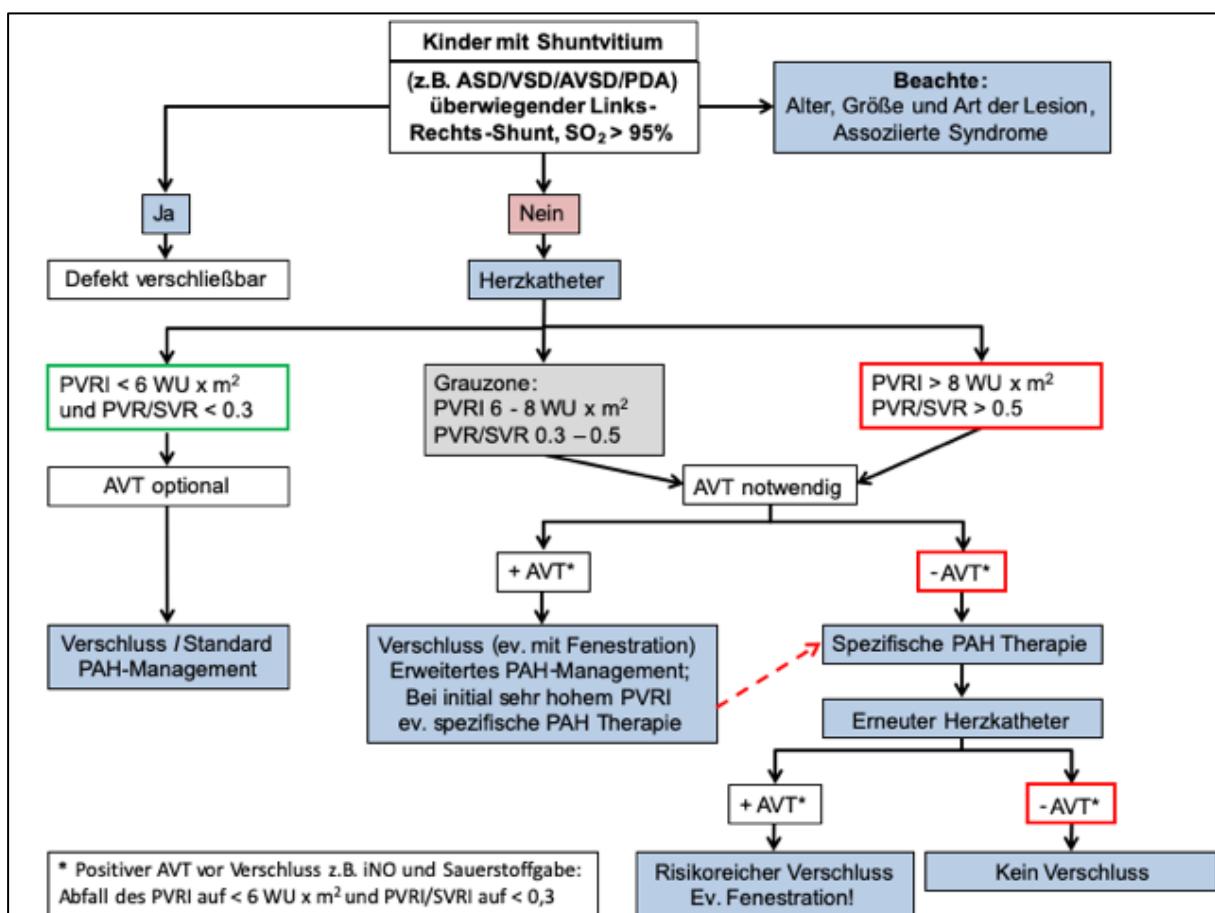 Kinder mit Shuntvitium
(z.B. ASD/VSD/AVSD/PDA)
überwiegender Links-
Rechts-Shunt, SO₂ > 95%
Beachte:
Alter, Größe und Art der Lesion,
Assoziierte Syndrome
Ja
Nein
Defekt verschließbar
Herzkatheter
PVRI < 6 WU x m²
und PVR/SVR < 0.3
Grauzone:
PVRI 6 - 8 WU x m²
PVR/SVR 0.3 – 0.5
PVRI > 8 WU x m²
PVR/SVR > 0.5
AVT optional
AVT notwendig
+ AVT*
- AVT*
Verschluss / Standard
PAH-Management
Verschluss (ev. mit Fenestration)
Erweitertes PAH-Management;
Bei initial sehr hohem PVRI
ev. spezifische PAH Therapie
Spezifische PAH Therapie
Erneuter Herzkatheter
+ AVT*
- AVT*
Risikoreicher Verschluss
Ev. Fenestration!
Kein Verschluss
* Positiver AVT vor Verschluss z.B. iNO und Sauerstoffgabe:
Abfall des PVRI auf < 6 WU x m² und PVRI/SVRI auf < 0,3